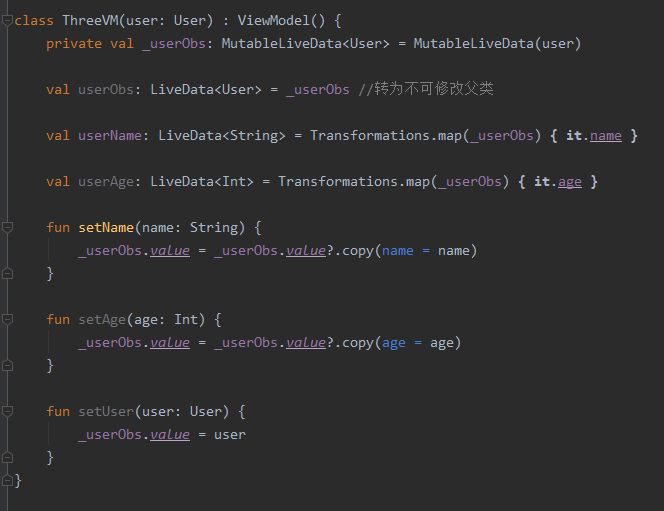 class ThreeVM(user: User) : ViewModel() {
private val _userObs: MutableLiveData<User> = MutableLiveData(user)
val userObs: LiveData<User> = _userObs //转为不可修改父类
val userName: LiveData<String> = Transformations.map(_userObs) { it.name }
val userAge: LiveData<Int> = Transformations.map(_userObs) { it.age }
fun setName(name: String) {
_userObs.value = _userObs.value?.copy(name = name)
}
fun setAge(age: Int) {
_userObs.value = _userObs.value?.copy(age = age)
}
fun setUser(user: User) {
_userObs.value = user
}
}